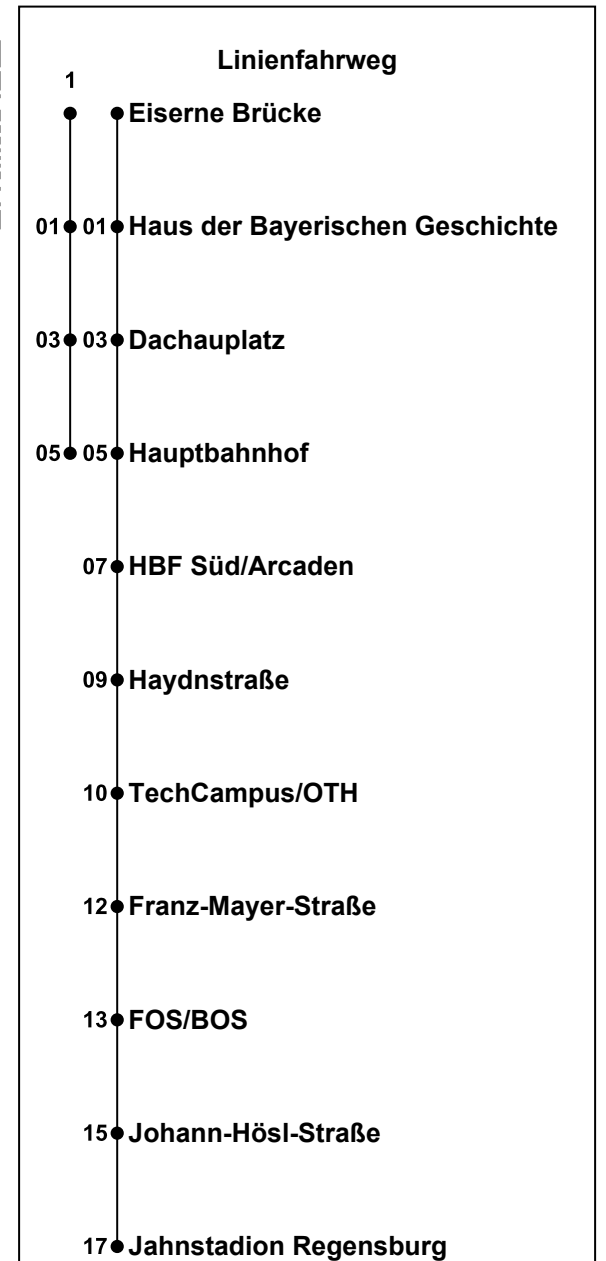 Linienfahrweg
1
Eiserne Brücke
01 01 Haus der Bayerischen Geschichte
03 03 Dachauplatz
05 05 Hauptbahnhof
07 HBF Süd/Arcaden
09 Haydnstraße
10 TechCampus/OTH
12 Franz-Mayer-Straße
13 FOS/BOS
15 Johann-Hösl-Straße
17 Jahnstadion Regensburg